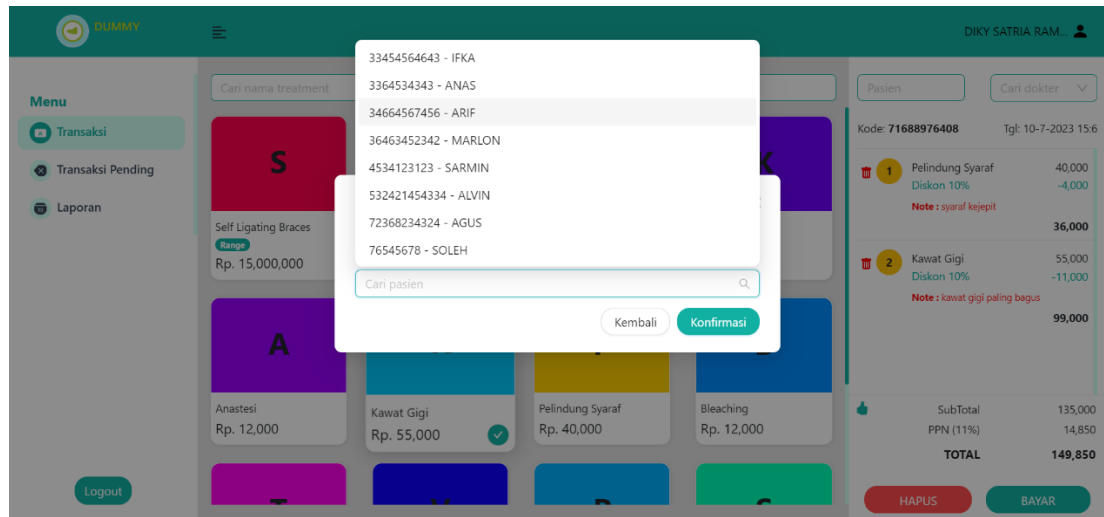 DUMMY
DIKY SATRIA RAM...
Menu
Transaksi
Transaksi Pending
Laporan
Logout
Cari nama treatment
33454564643 - IFKA
3364534343 - ANAS
34664567456 - ARIF
36463452342 - MARLON
4534123123 - SARMIN
532421454334 - ALVIN
72368234324 - AGUS
76545678 - SOLEH
Cari pasien
Kembali
Konfirmasi
S
Self Ligating Braces
Range
Rp. 15,000,000
A
Anastesi
Rp. 12,000
Kawat Gigi
Rp. 55,000
Pelindung Syaraf
Rp. 40,000
Bleaching
Rp. 12,000
Pasien
Cari dokter
Kode: 71688976408
Tgl: 10-7-2023 15:6
1
Pelindung Syaraf
40,000
Diskon 10%
-4,000
Note : syaraf kejepit
36,000
2
Kawat Gigi
55,000
Diskon 10%
-11,000
Note : kawat gigi paling bagus
99,000
SubTotal
135,000
PPN (11%)
14,850
TOTAL
149,850
HAPUS
BAYAR